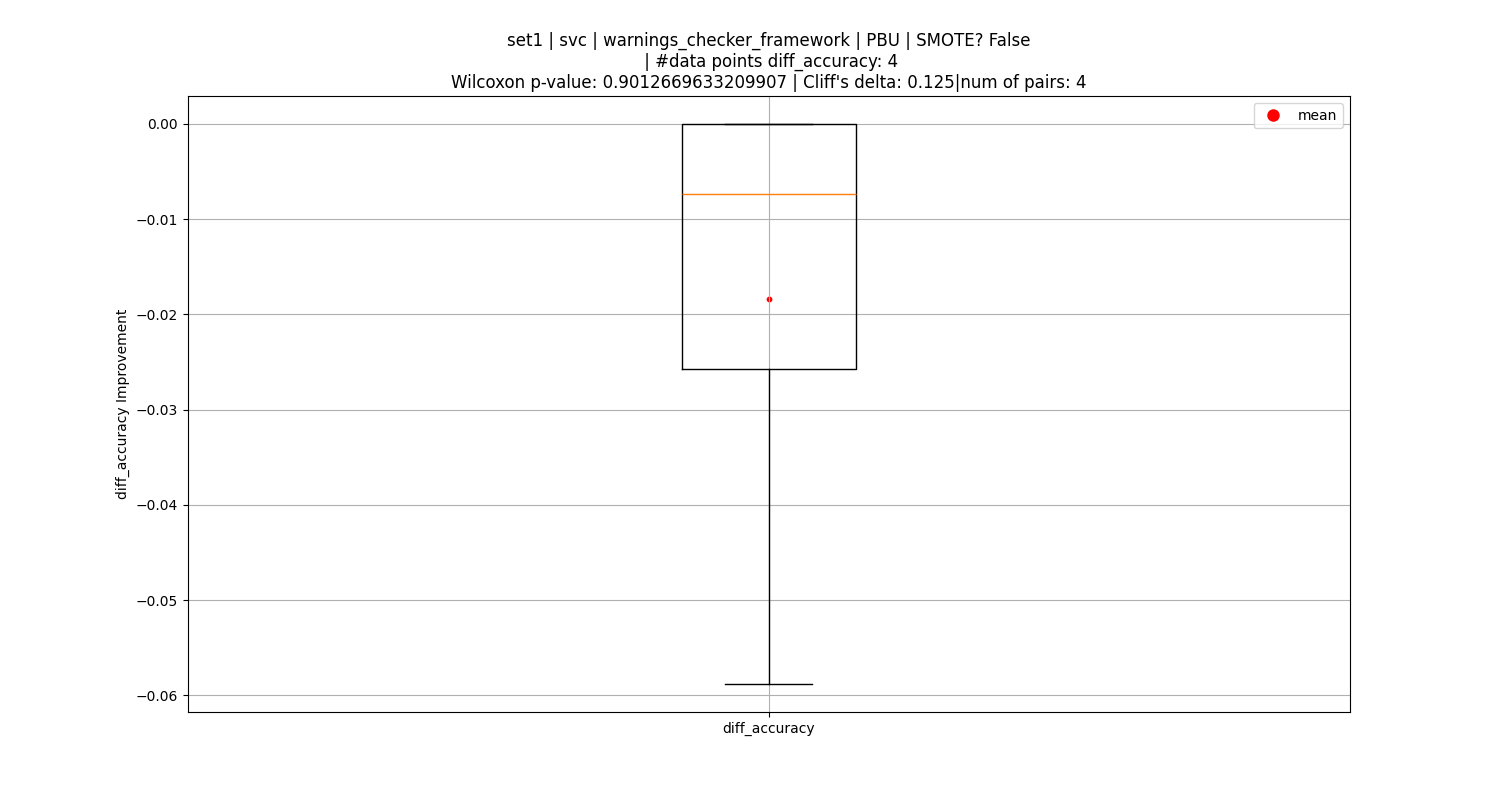 set1 | svc | warnings_checker_framework | PBU | SMOTE? False
| #data points diff_accuracy: 4
Wilcoxon p-value: 0.9012669633209907 | Cliff's delta: 0.125|num of pairs: 4
mean
0.00
−0.01
−0.02
−0.03
−0.04
−0.05
−0.06
diff_accuracy Improvement
diff_accuracy